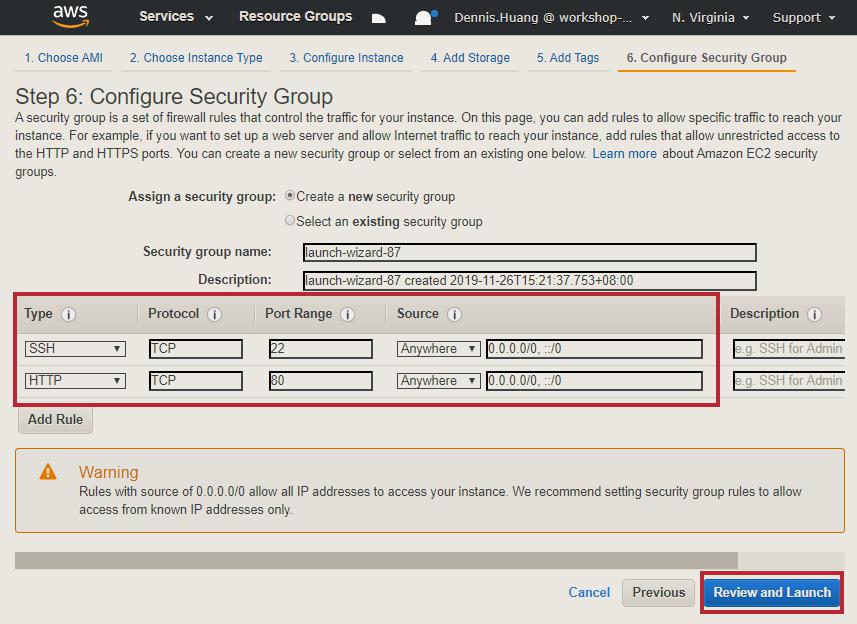 aws Services Resource Groups Dennis.Huang @ workshop-... N. Virginia Support
1. Choose AMI 2. Choose Instance Type 3. Configure Instance 4. Add Storage 5. Add Tags 6. Configure Security Group
Step 6: Configure Security Group
A security group is a set of firewall rules that control the traffic for your instance. On this page, you can add rules to allow specific traffic to reach your
instance. For example, if you want to set up a web server and allow Internet traffic to reach your instance, add rules that allow unrestricted access to
the HTTP and HTTPS ports. You can create a new security group or select from an existing one below. Learn more about Amazon EC2 security
groups.
Assign a security group: Create a new security group
Select an existing security group
Security group name: launch-wizard-87
Description: launch-wizard-87 created 2019-11-26T15:21:37.753+08:00
Type i Protocol i Port Range i Source i Description i
SSH TCP 22 Anywhere 0.0.0.0/0, ::/0 e.g. SSH for Admin
HTTP TCP 80 Anywhere 0.0.0.0/0, ::/0 e.g. SSH for Admin
Add Rule
Warning
Rules with source of 0.0.0.0/0 allow all IP addresses to access your instance. We recommend setting security group rules to allow
access from known IP addresses only.
Cancel Previous Review and Launch